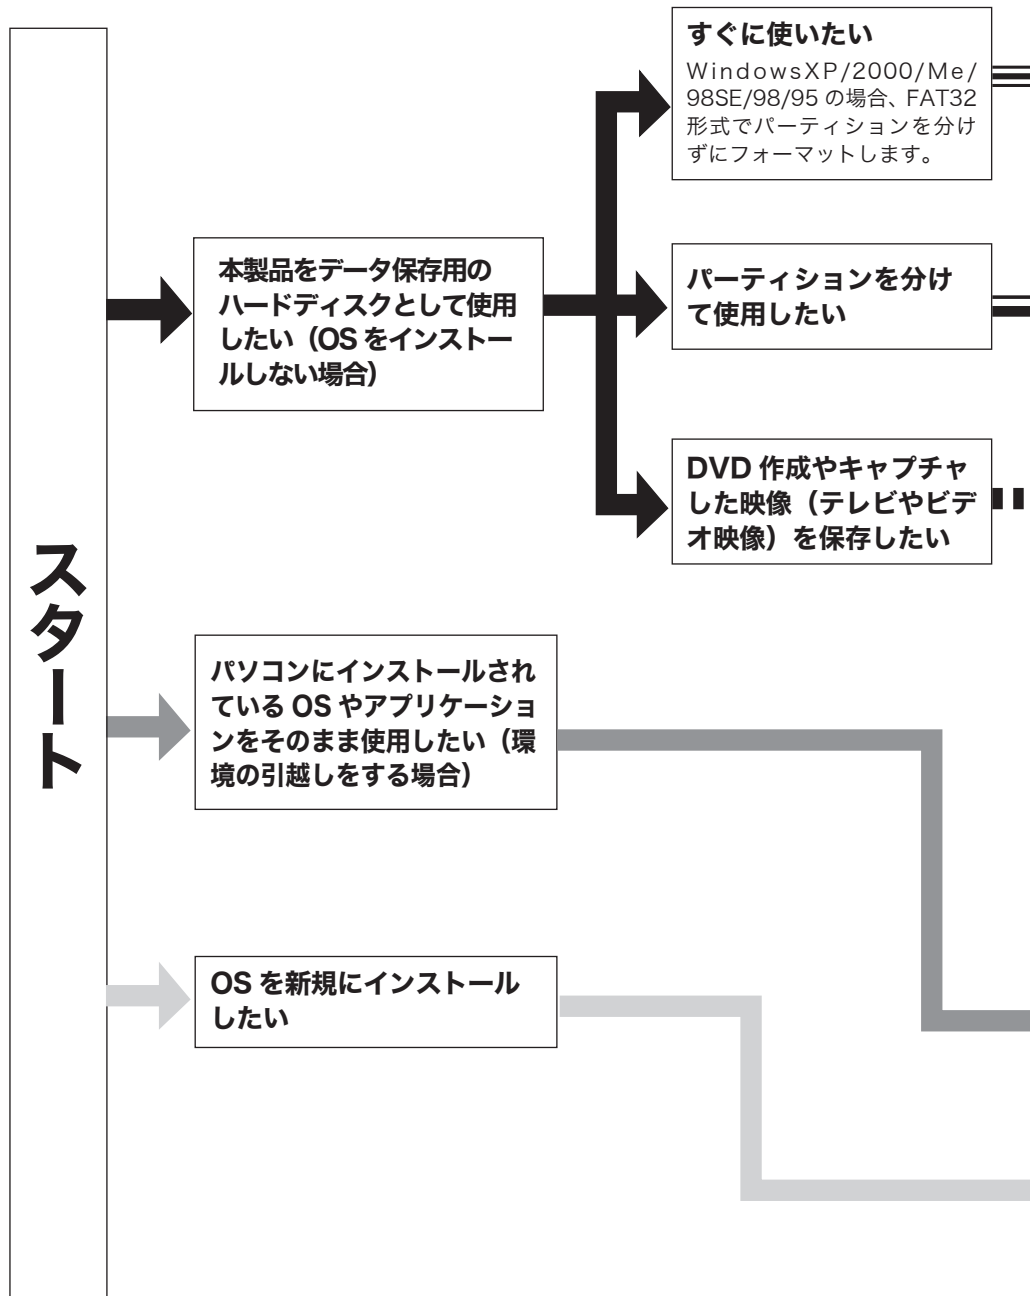 スタート
すぐに使いたい
WindowsXP/2000/Me/
98SE/98/95 の場合、FAT32
形式でパーティションを分け
ずにフォーマットします。
本製品をデータ保存用の
ハードディスクとして使用
したい（OS をインストー
ルしない場合）
パーティションを分け
て使用したい
DVD 作成やキャプチャ
した映像（テレビやビデ
オ映像）を保存したい
パソコンにインストールされ
ている OS やアプリケーショ
ンをそのまま使用したい（環
境の引越しをする場合）
OS を新規にインストール
したい